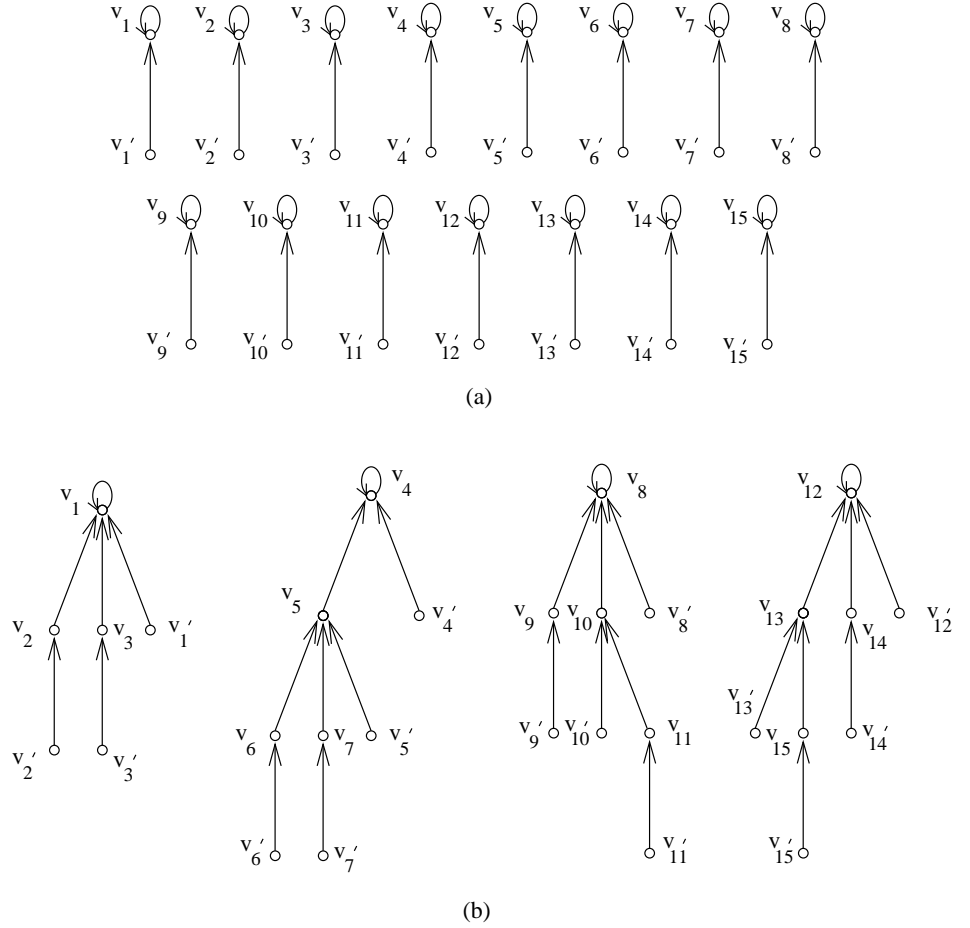 v1 v2 v3 v4 v5 v6 v7 v8
v1′ v2′ v3′ v4′ v5′ v6′ v7′ v8′
v9 v10 v11 v12 v13 v14 v15
v9′ v10′ v11′ v12′ v13′ v14′ v15′
(a)
v1 v4 v8 v12
v2 v3 v1′ v5 v4′ v9 v10 v8′ v13 v14 v12′
v2′ v3′ v6 v7 v5′ v9′ v10′ v11 v13′ v15 v14′
v6′ v7′ v11′ v15′
(b)